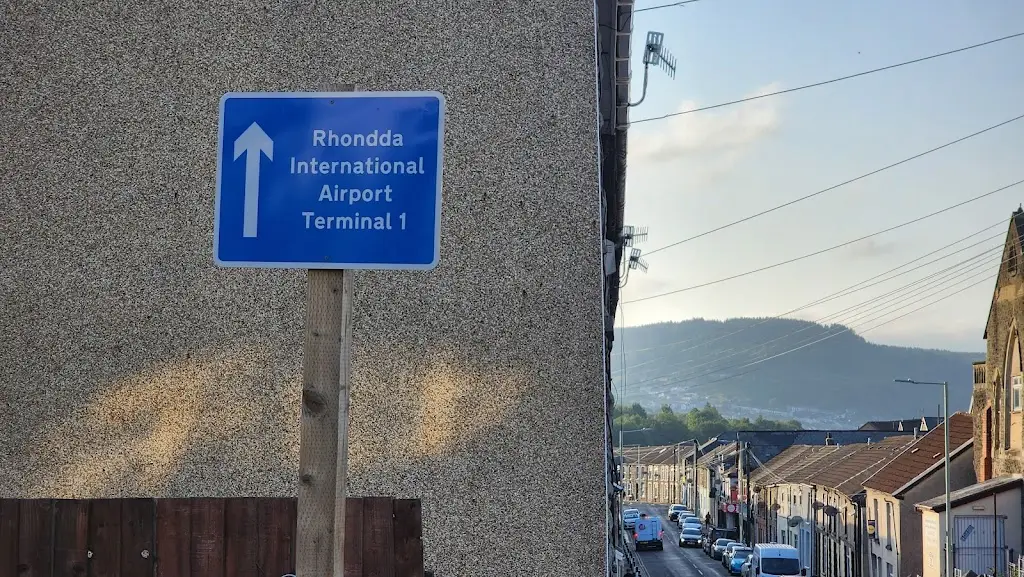 Rhondda
International
Airport
Terminal 1